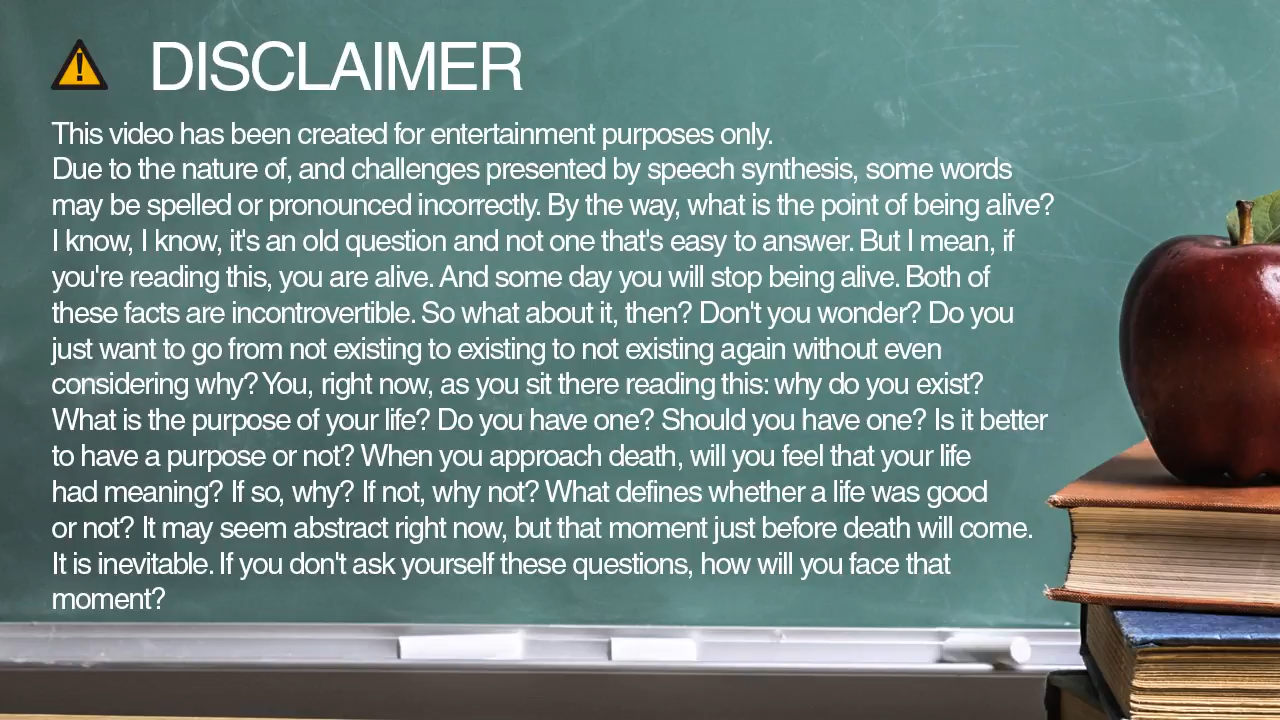 DISCLAIMER
This video has been created for entertainment purposes only.
Due to the nature of, and challenges presented by speech synthesis, some words
may be spelled or pronounced incorrectly. By the way, what is the point of being alive?
I know, I know, it's an old question and not one that's easy to answer. But I mean, if
you're reading this, you are alive. And some day you will stop being alive. Both of
these facts are incontrovertible. So what about it, then? Don't you wonder? Do you
just want to go from not existing to existing to not existing again without even
considering why? You, right now, as you sit there reading this: why do you exist?
What is the purpose of your life? Do you have one? Should you have one? Is it better
to have a purpose or not? When you approach death, will you feel that your life
had meaning? If so, why? If not, why not? What defines whether a life was good
or not? It may seem abstract right now, but that moment just before death will come.
It is inevitable. If you don't ask yourself these questions, how will you face that
moment?